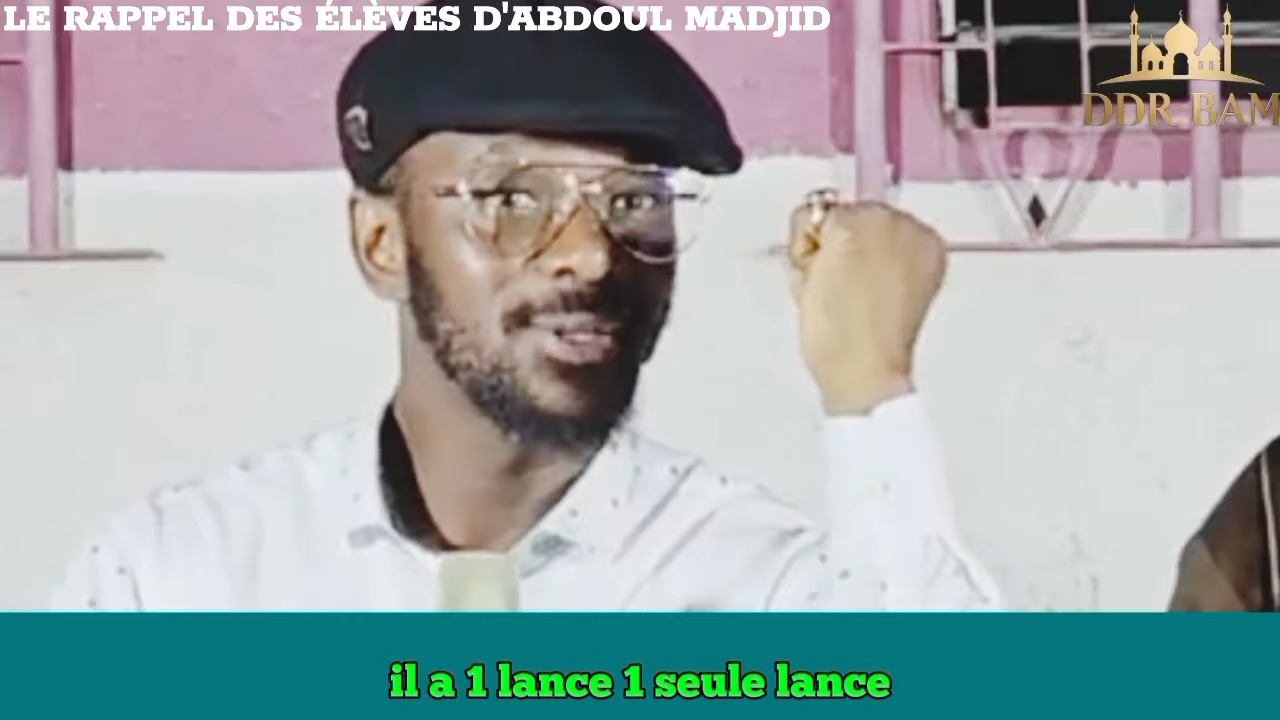 LE RAPPEL DES ÉLÈVES D'ABDOUL MADJID
DDR BAM
il a 1 lance 1 seule lance